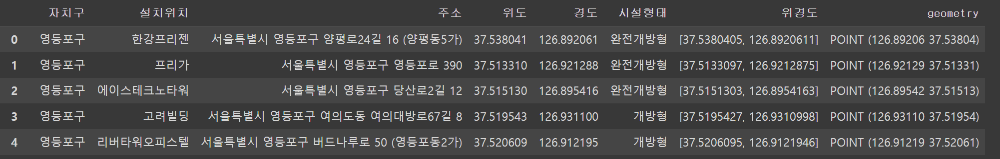 자치구 설치위치 주소 위도 경도 시설형태 위경도 geometry
0 영등포구 한강프리젠 서울특별시 영등포구 양평로24길 16 (양평동5가) 37.538041 126.892061 완전개방형 [37.5380405, 126.8920611] POINT (126.89206 37.53804)
1 영등포구 프리가 서울특별시 영등포구 영등포로 390 37.513310 126.921288 완전개방형 [37.5133097, 126.9212875] POINT (126.92129 37.51331)
2 영등포구 에이스테크노타워 서울특별시 영등포구 당산로2길 12 37.515130 126.895416 완전개방형 [37.5151303, 126.8954163] POINT (126.89542 37.51513)
3 영등포구 고려빌딩 서울특별시 영등포구 여의도동 여의대방로67길 8 37.519543 126.931100 개방형 [37.5195427, 126.9310998] POINT (126.93110 37.51954)
4 영등포구 리버타워오피스텔 서울특별시 영등포구 버드나루로 50 (영등포동2가) 37.520609 126.912195 개방형 [37.5206095, 126.9121946] POINT (126.91219 37.52061)